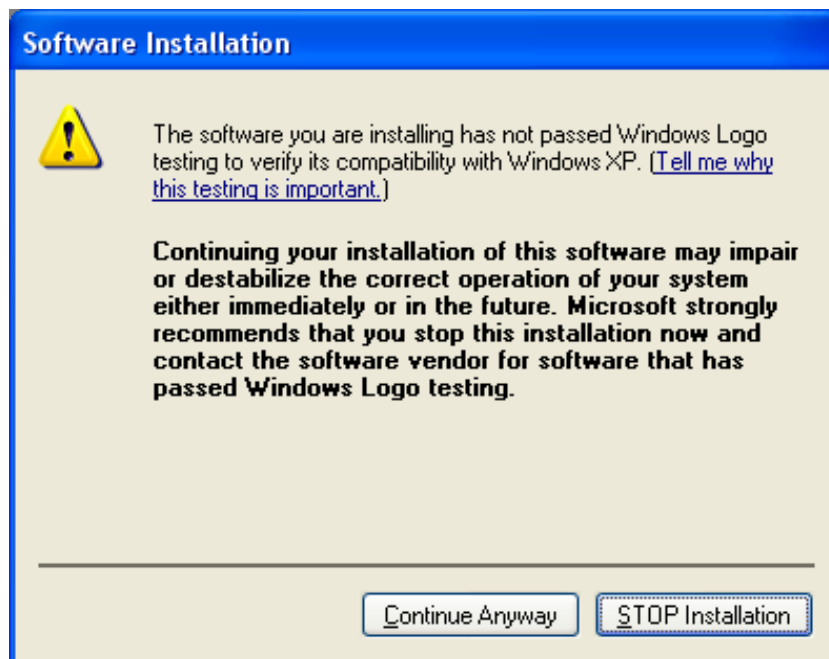 Software Installation
The software you are installing has not passed Windows Logo
testing to verify its compatibility with Windows XP. (Tell me why
this testing is important.)
Continuing your installation of this software may impair
or destabilize the correct operation of your system
either immediately or in the future. Microsoft strongly
recommends that you stop this installation now and
contact the software vendor for software that has
passed Windows Logo testing.
Continue Anyway
STOP Installation